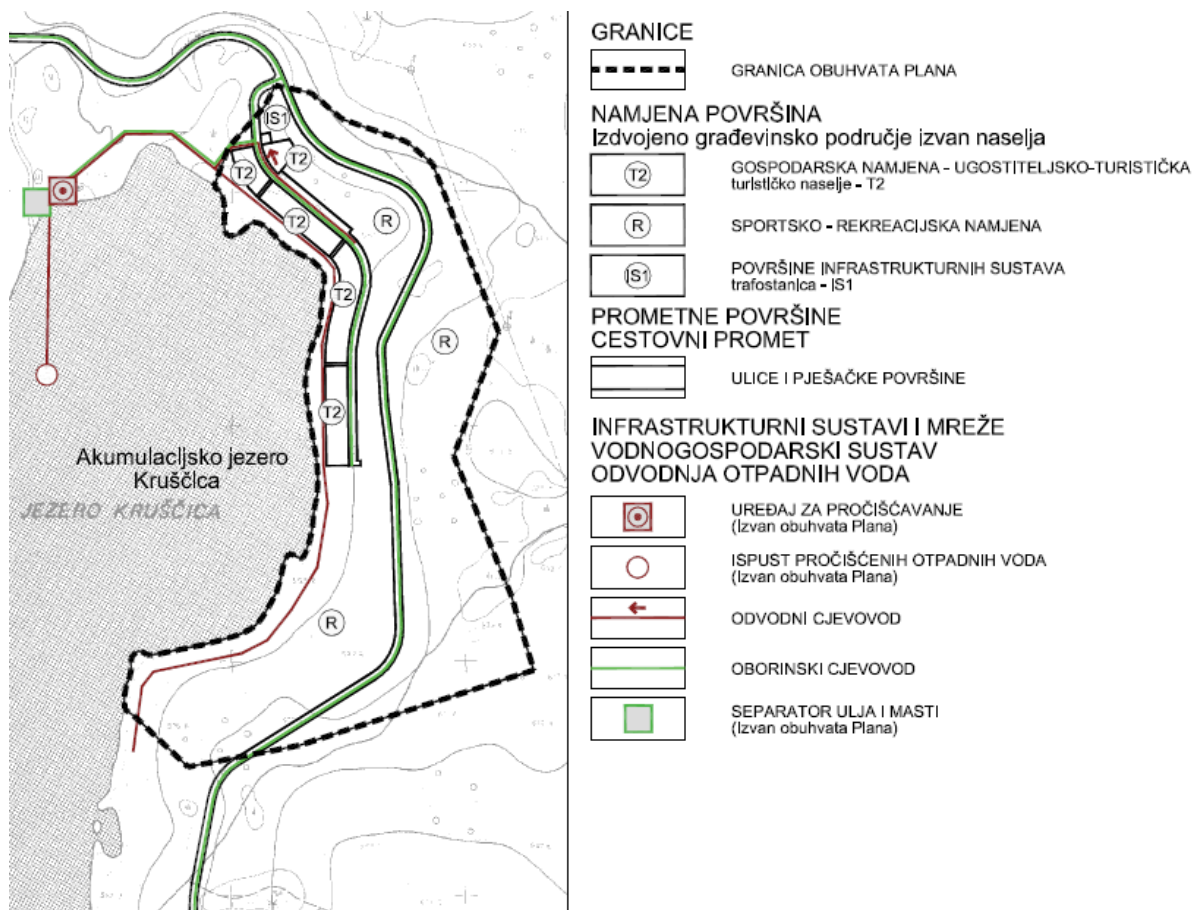 IS1
T2
T2
T2
R
T2
R
T2
Akumulacijsko jezero
Kruščica
JEZERO KRUŠČICA
R
GRANICE
GRANICA OBUHVATA PLANA
NAMJENA POVRŠINA
Izdvojeno građevinsko područje izvan naselja
T2
GOSPODARSKA NAMJENA - UGOSTITELJSKO-TURISTIČKA
turističko naselje - T2
R
SPORTSKO - REKREACIJSKA NAMJENA
IS1
POVRŠINE INFRASTRUKTURNIH SUSTAVA
trafostanica - IS1
PROMETNE POVRŠINE
CESTOVNI PROMET
ULICE I PJEŠAČKE POVRŠINE
INFRASTRUKTURNI SUSTAVI I MREŽE
VODNOGOSPODARSKI SUSTAV
ODVODNJA OTPADNIH VODA
UREĐAJ ZA PROČIŠĆAVANJE
(Izvan obuhvata Plana)
ISPUST PROČIŠĆENIH OTPADNIH VODA
(Izvan obuhvata Plana)
ODVODNI CJEVOVOD
OBORINSKI CJEVOVOD
SEPARATOR ULJA I MASTI
(Izvan obuhvata Plana)